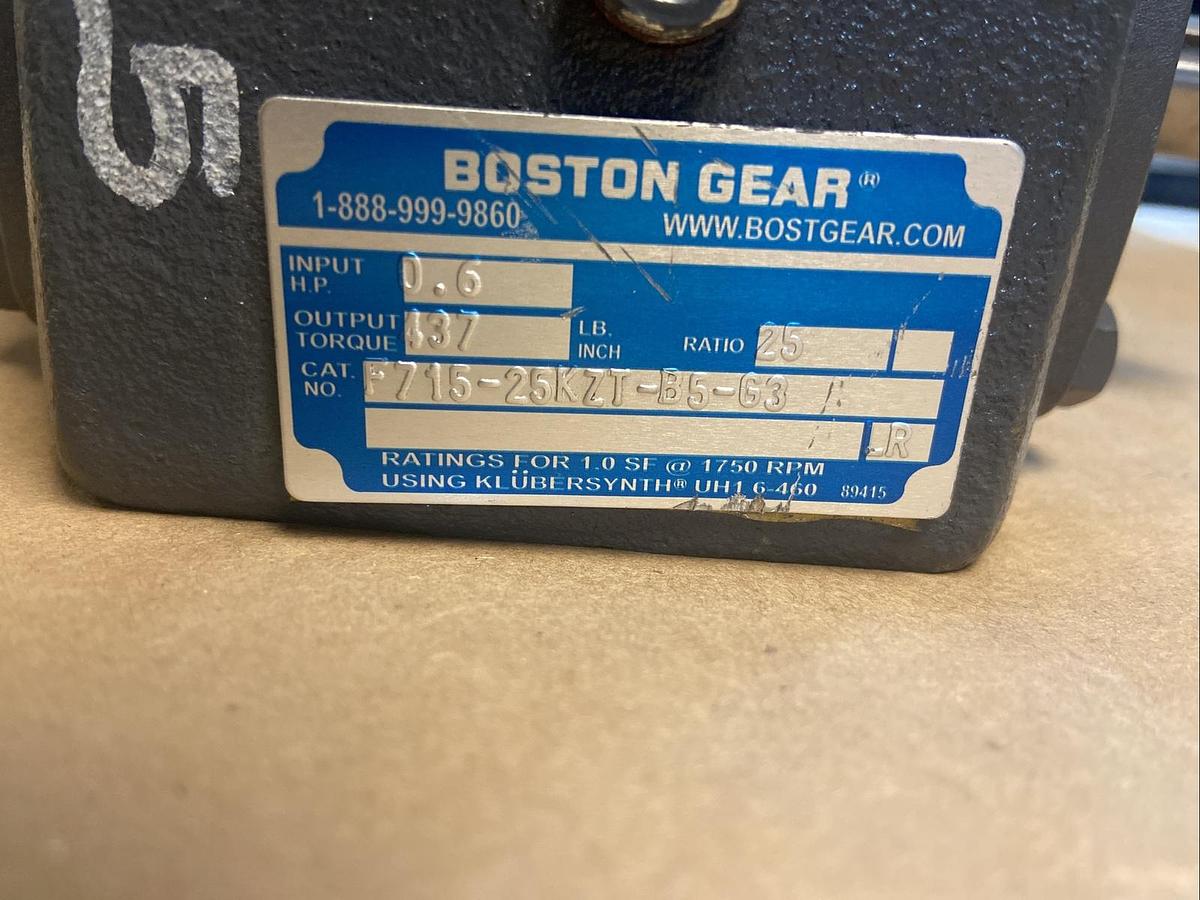 5
BOSTON GEAR®
1-888-999-9860
WWW.BOSTGEAR.COM
INPUT H.P. 0.6
OUTPUT TORQUE 437 LB. INCH RATIO 25
CAT. NO. F715-25KZT-B5-G3
LR
RATINGS FOR 1.0 SF @ 1750 RPM
USING KLÜBERSYNTH® UH1 6-460 89415